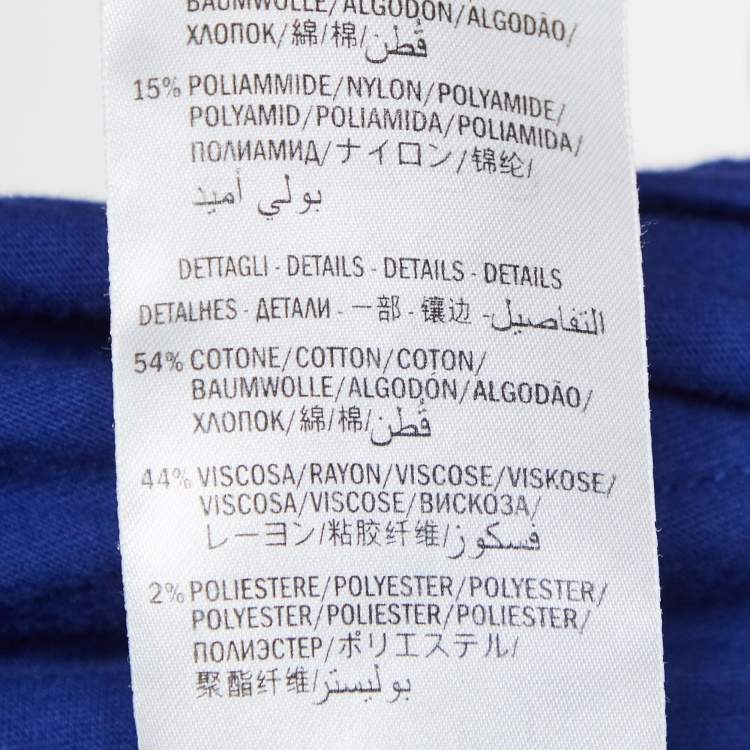 BAUMWOLLE/ALGODÓN/ALGODÃO/
ХЛОПОК/綿/棉/قُطن
15% POLIAMMIDE/NYLON/POLYAMIDE/
POLYAMID/POLIAMIDA/POLIAMIDA/
ПОЛИАМИД/ナイロン/锦纶/
بولي أميد
DETTAGLI - DETAILS - DETAILS - DETAILS
DETALHES - ДЕТАЛИ - 一部 - 镶边 - التفاصيل
54% COTONE/COTTON/COTON/
BAUMWOLLE/ALGODÓN/ALGODÃO/
ХЛОПОК/綿/棉/قُطن
44% VISCOSA/RAYON/VISCOSE/VISKOSE/
VISCOSA/VISCOSE/ВИСКОЗА/
レーヨン/粘胶纤维/فسكوز
2% POLIESTERE/POLYESTER/POLYESTER/
POLYESTER/POLIESTER/POLIESTER/
ПОЛИЭСТЕР/ポリエステル/
聚酯纤维/بوليستر